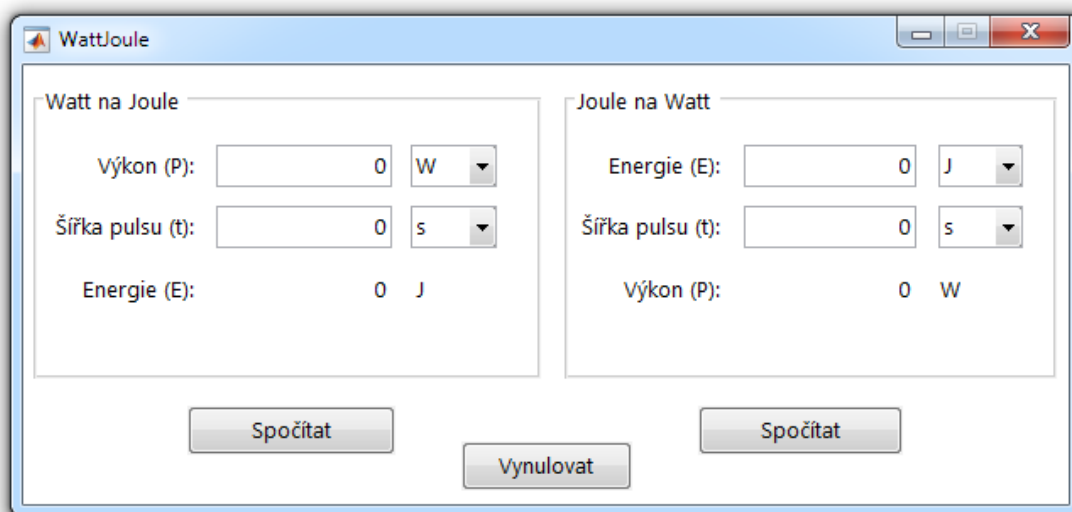 WattJoule
Watt na Joule
Výkon (P): 0 W
Šířka pulsu (t): 0 s
Energie (E): 0 J
Spočítat
Joule na Watt
Energie (E): 0 J
Šířka pulsu (t): 0 s
Výkon (P): 0 W
Spočítat
Vynulovat